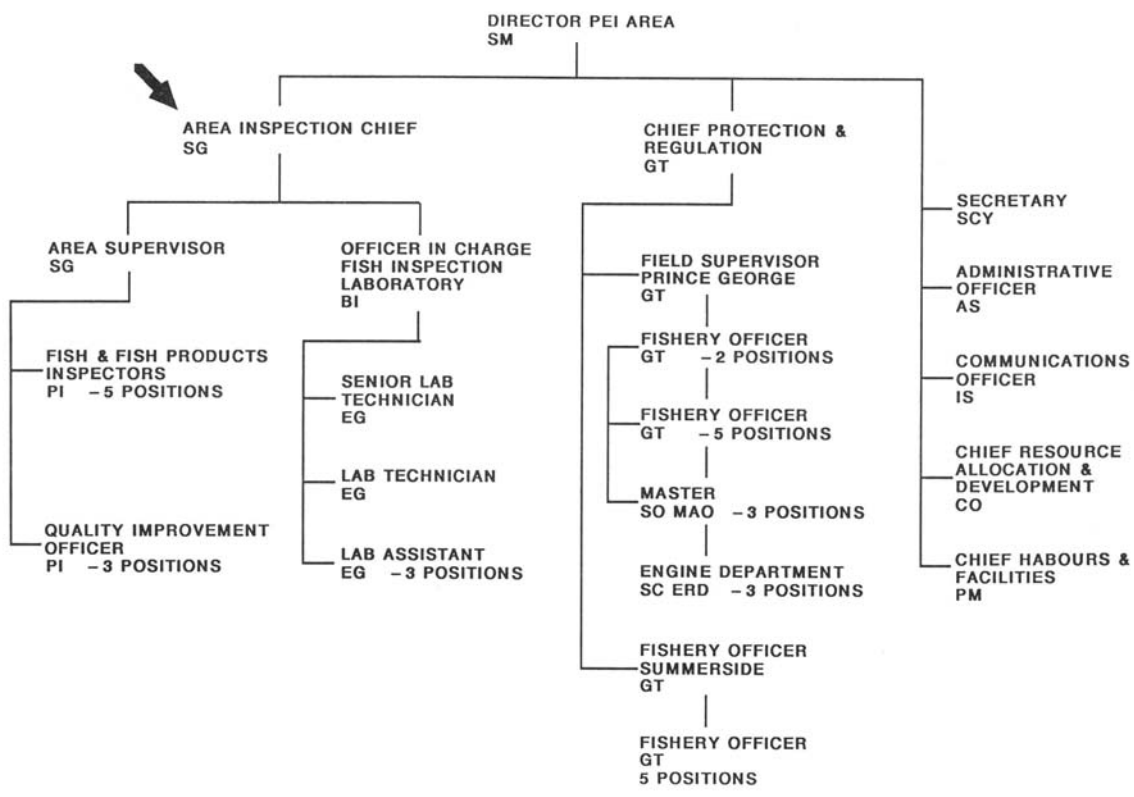 DIRECTOR PEI AREA
SM
AREA INSPECTION CHIEF
SG
AREA SUPERVISOR
SG
FISH & FISH PRODUCTS
INSPECTORS
PI – 5 POSITIONS
QUALITY IMPROVEMENT
OFFICER
PI – 3 POSITIONS
OFFICER IN CHARGE
FISH INSPECTION
LABORATORY
BI
SENIOR LAB
TECHNICIAN
EG
LAB TECHNICIAN
EG
LAB ASSISTANT
EG – 3 POSITIONS
CHIEF PROTECTION &
REGULATION
GT
FIELD SUPERVISOR
PRINCE GEORGE
GT
FISHERY OFFICER
GT – 2 POSITIONS
FISHERY OFFICER
GT – 5 POSITIONS
MASTER
SO MAO – 3 POSITIONS
ENGINE DEPARTMENT
SC ERD – 3 POSITIONS
FISHERY OFFICER
SUMMERSIDE
GT
FISHERY OFFICER
GT
5 POSITIONS
SECRETARY
SCY
ADMINISTRATIVE
OFFICER
AS
COMMUNICATIONS
OFFICER
IS
CHIEF RESOURCE
ALLOCATION &
DEVELOPMENT
CO
CHIEF HABOURS &
FACILITIES
PM